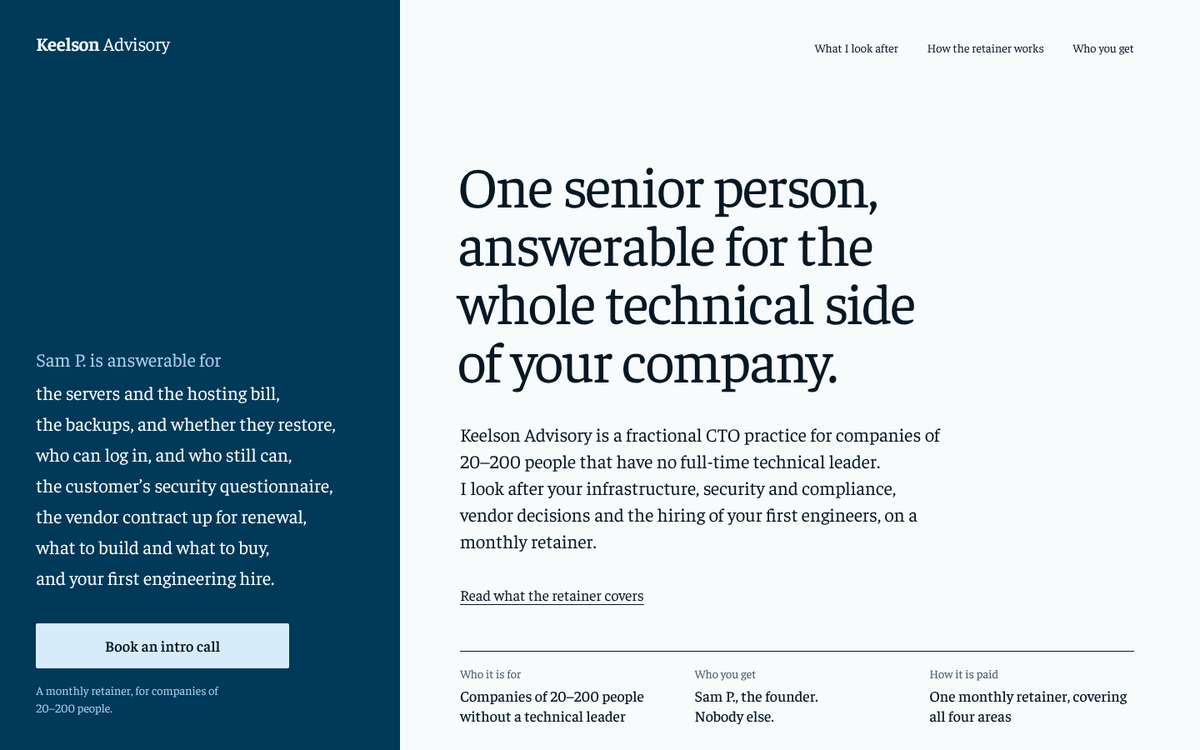 Keelson Advisory
What I look after
How the retainer works
Who you get
Sam P. is answerable for
the servers and the hosting bill,
the backups, and whether they restore,
who can log in, and who still can,
the customer’s security questionnaire,
the vendor contract up for renewal,
what to build and what to buy,
and your first engineering hire.
Book an intro call
A monthly retainer, for companies of
20–200 people.
One senior person,
answerable for the
whole technical side
of your company.
Keelson Advisory is a fractional CTO practice for companies of
20–200 people that have no full-time technical leader.
I look after your infrastructure, security and compliance,
vendor decisions and the hiring of your first engineers, on a
monthly retainer.
Read what the retainer covers
Who it is for
Companies of 20–200 people
without a technical leader
Who you get
Sam P., the founder.
Nobody else.
How it is paid
One monthly retainer, covering
all four areas